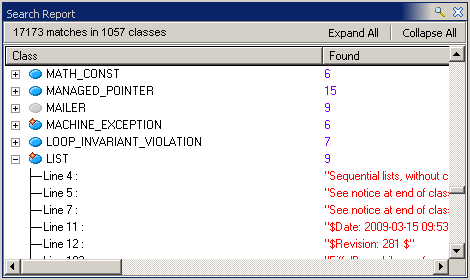 Search Report
17173 matches in 1057 classes Expand All Collapse All
Class Found
MATH_CONST 6
MANAGED_POINTER 15
MAILER 9
MACHINE_EXCEPTION 6
LOOP_INVARIANT_VIOLATION 7
LIST 9
Line 4 : "Sequential lists, without c
Line 5 : "See notice at end of clas
Line 7 : "See notice at end of clas
Line 11 : "$Date: 2009-03-15 09:53
Line 12 : "$Revision: 281 $"